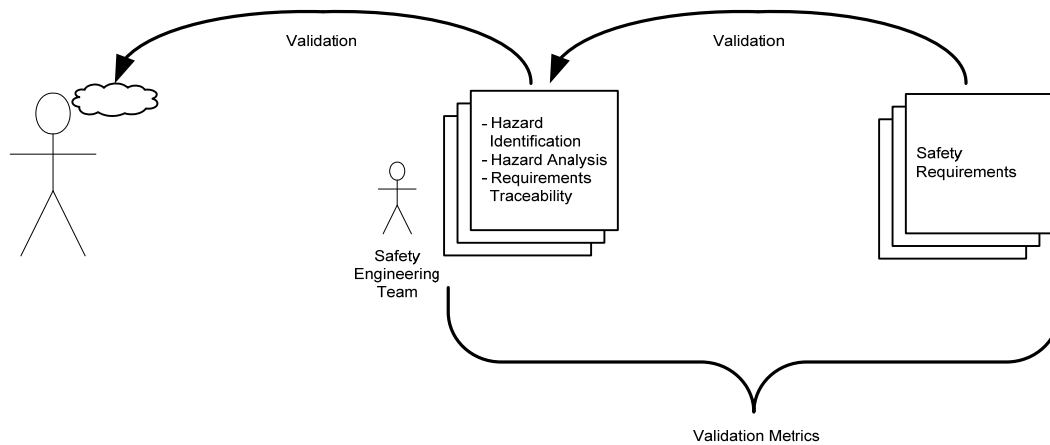 Validation
Validation
- Hazard
Identification
- Hazard Analysis
- Requirements
Traceability
Safety
Requirements
Safety
Engineering
Team
Validation Metrics